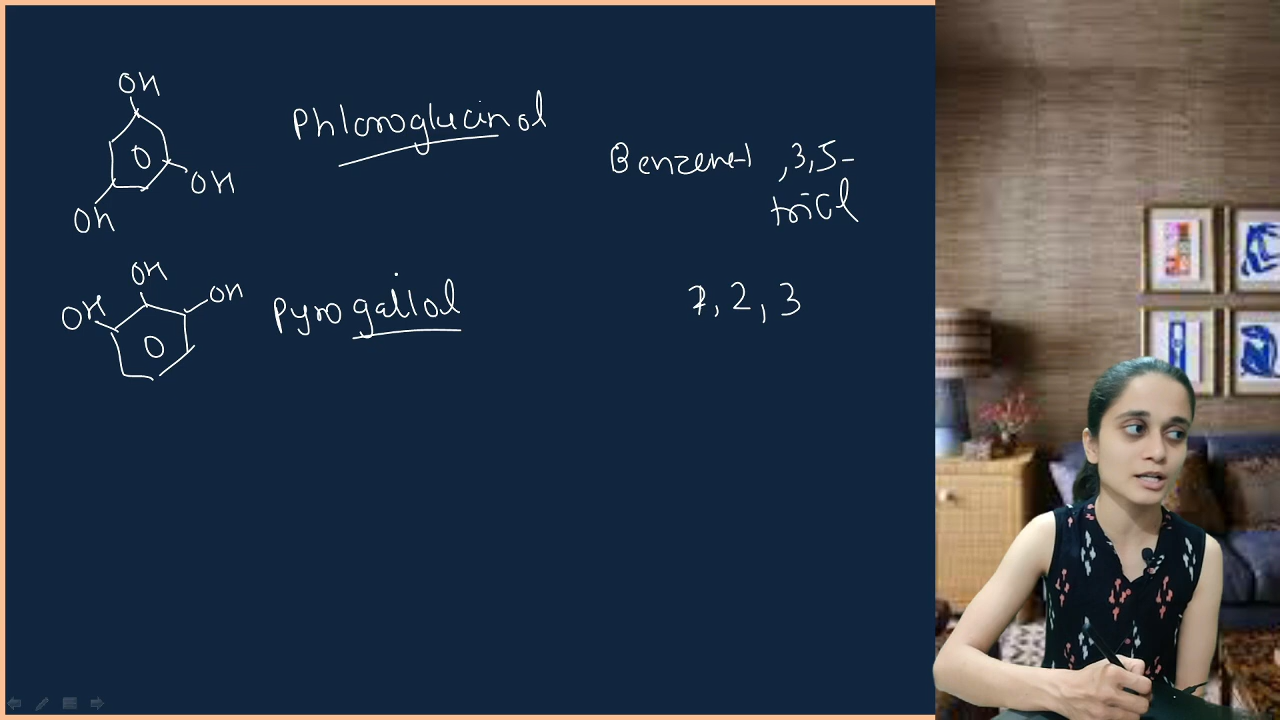 OH
Phloroglucinol
OH
OH
Benzene-1,3,5-
triol
OH
OH
OH
Pyrogallol
1, 2, 3